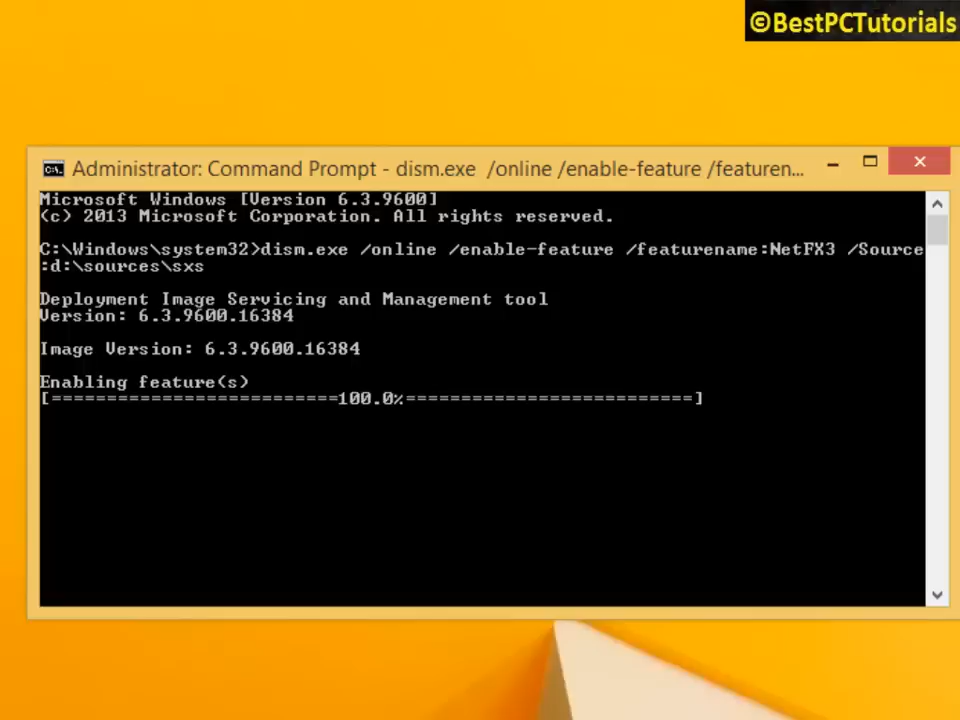 ©BestPCTutorials
Administrator: Command Prompt - dism.exe /online /enable-feature /featuren...
Microsoft Windows [Version 6.3.9600]
(c) 2013 Microsoft Corporation. All rights reserved.
C:\Windows\system32>dism.exe /online /enable-feature /featurename:NetFX3 /Source
:d:\sources\sxs
Deployment Image Servicing and Management tool
Version: 6.3.9600.16384
Image Version: 6.3.9600.16384
Enabling feature(s)
[==========================100.0%==========================]